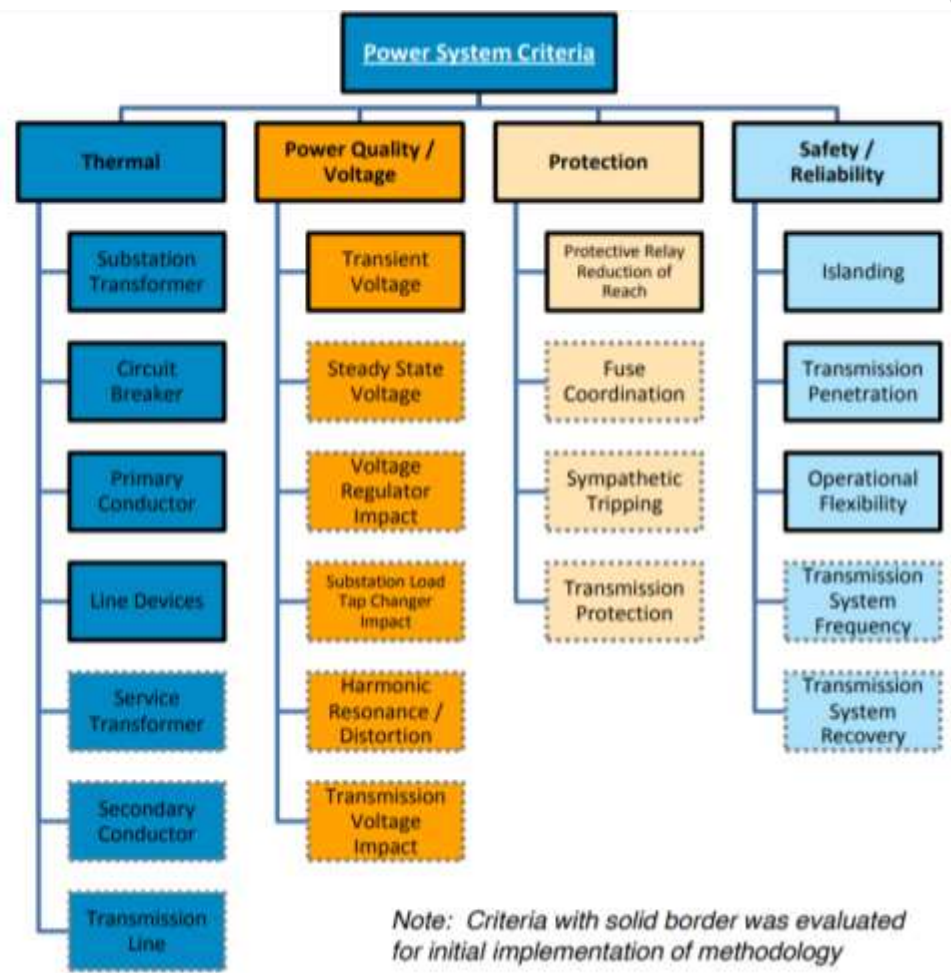 Power System Criteria
Thermal
Substation
Transformer
Circuit
Breaker
Primary
Conductor
Line Devices
Service
Transformer
Secondary
Conductor
Transmission
Line
Power Quality /
Voltage
Transient
Voltage
Steady State
Voltage
Voltage
Regulator
Impact
Substation Load
Tap Changer
Impact
Harmonic
Resonance /
Distortion
Transmission
Voltage
Impact
Protection
Protective Relay
Reduction of
Reach
Fuse
Coordination
Sympathetic
Tripping
Transmission
Protection
Safety /
Reliability
Islanding
Transmission
Penetration
Operational
Flexibility
Transmission
System
Frequency
Transmission
System
Recovery
Note: Criteria with solid border was evaluated
for initial implementation of methodology